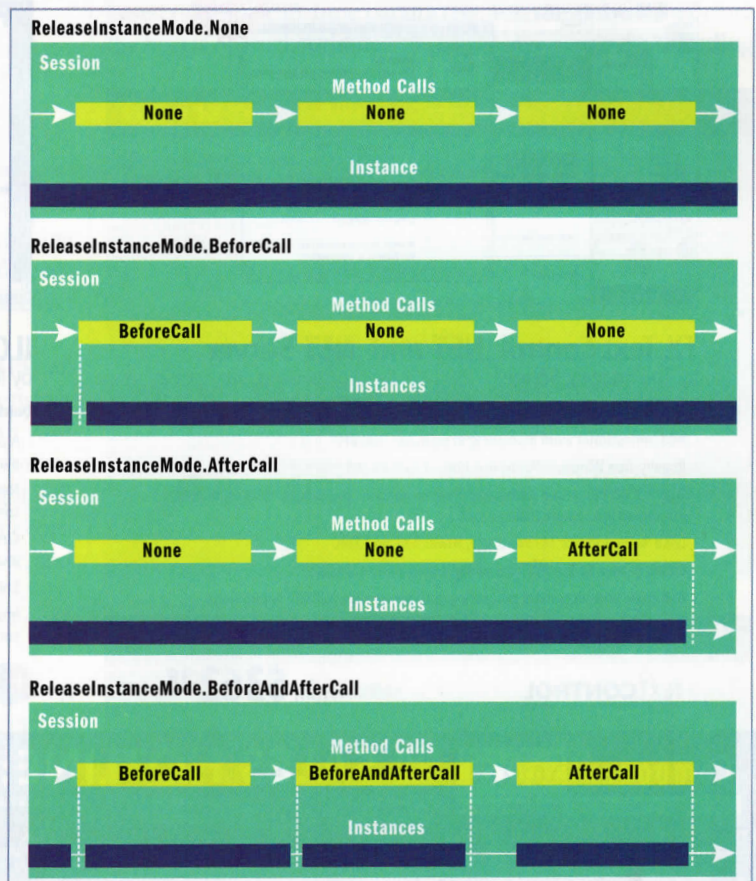 ReleaseInstanceMode.None
Session
Method Calls
None None None
Instance
ReleaseInstanceMode.BeforeCall
Session
Method Calls
BeforeCall None None
Instances
ReleaseInstanceMode.AfterCall
Session
Method Calls
None None AfterCall
Instances
ReleaseInstanceMode.BeforeAndAfterCall
Session
Method Calls
BeforeCall BeforeAndAfterCall AfterCall
Instances